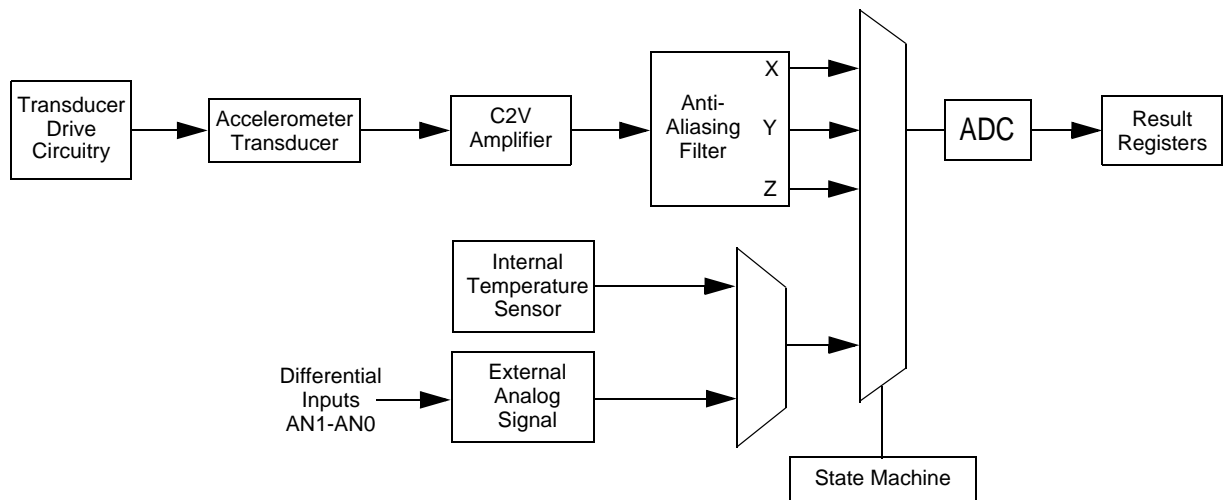 Transducer
Drive
Circuitry
Accelerometer
Transducer
C2V
Amplifier
Anti-
Aliasing
Filter
X
Y
Z
ADC
Result
Registers
Internal
Temperature
Sensor
Differential
Inputs
AN1-AN0
External
Analog
Signal
State Machine